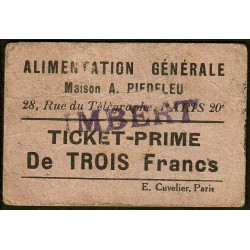 ALIMENTATION GÉNÉRALE
Maison A. PIEDELEU
28, Rue du Télégraphe, PARIS 20e
IMBERT
TICKET-PRIME
De TROIS Francs
E. Cuvelier, Paris